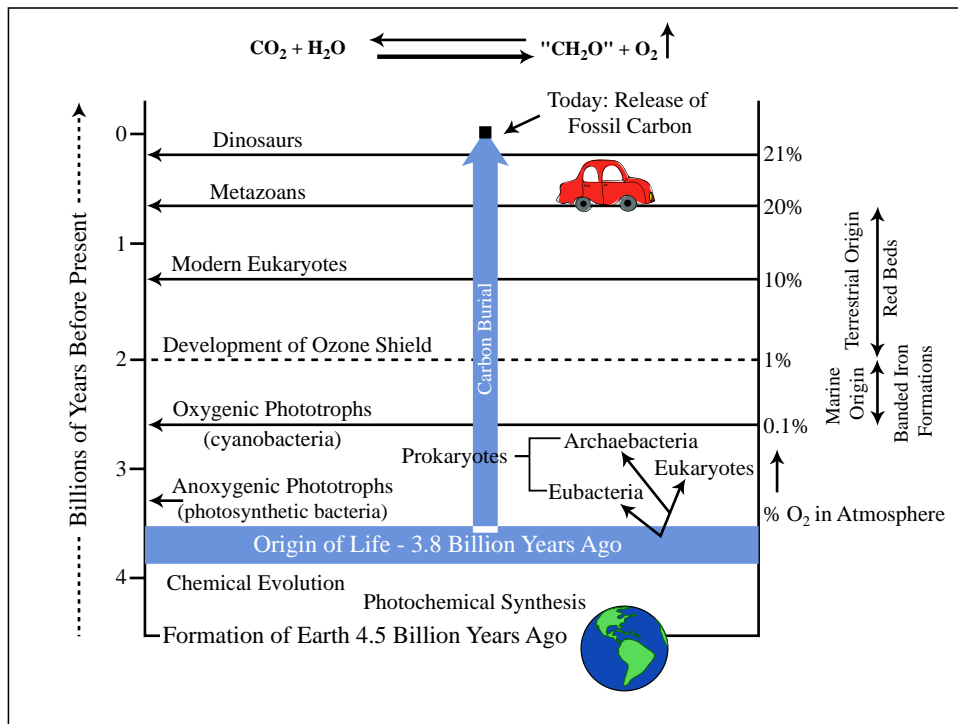 CO₂ + H₂O
"CH₂O" + O₂
Today: Release of
Fossil Carbon
Billions of Years Before Present
0
1
2
3
4
Dinosaurs
21%
Metazoans
20%
Modern Eukaryotes
10%
Development of Ozone Shield
1%
Oxygenic Phototrophs
(cyanobacteria)
0.1%
Carbon Burial
Terrestrial Origin
Red Beds
Marine
Origin
Banded Iron
Formations
Prokaryotes
Archaebacteria
Eukaryotes
Eubacteria
Anoxygenic Phototrophs
(photosynthetic bacteria)
% O₂ in Atmosphere
Origin of Life - 3.8 Billion Years Ago
Chemical Evolution
Photochemical Synthesis
Formation of Earth 4.5 Billion Years Ago